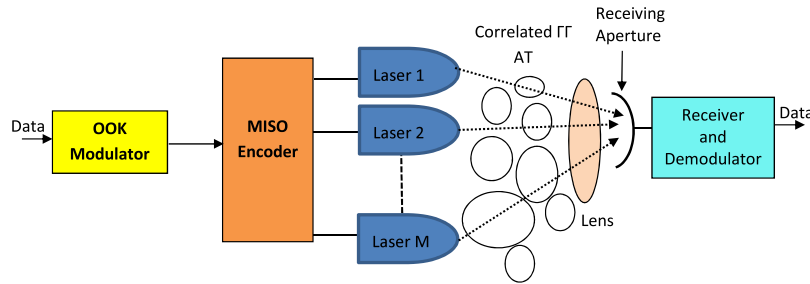 Data
OOK
Modulator
MISO
Encoder
Laser 1
Laser 2
Laser M
Correlated ΓΓ
AT
Receiving
Aperture
Lens
Receiver
and
Demodulator
Data